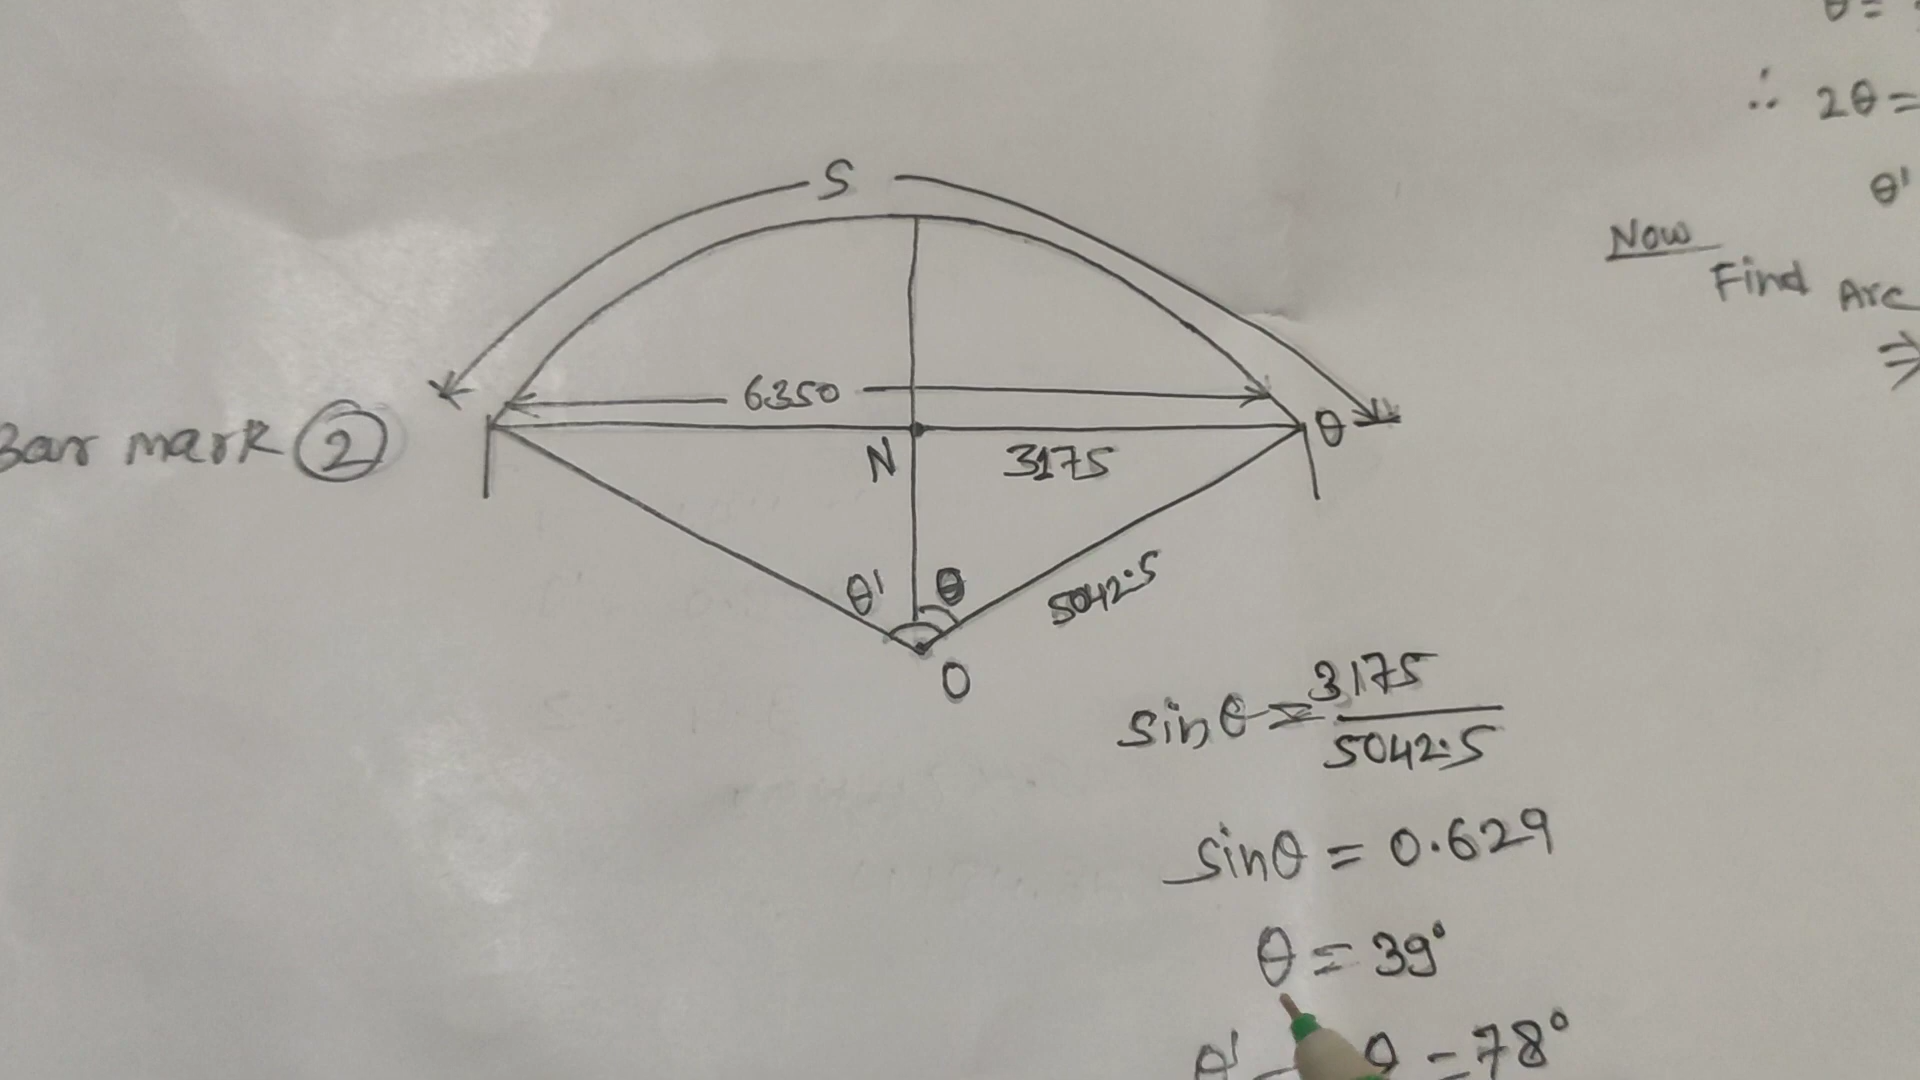 θ =
∴ 2θ =
θ'
Now
Find Arc
⇒
S
6350
Bar mark ②
N
3175
θ
θ'
θ
5042.5
O
sinθ = 3175
5042.5
sinθ = 0.629
θ = 39°
θ' θ = 78°